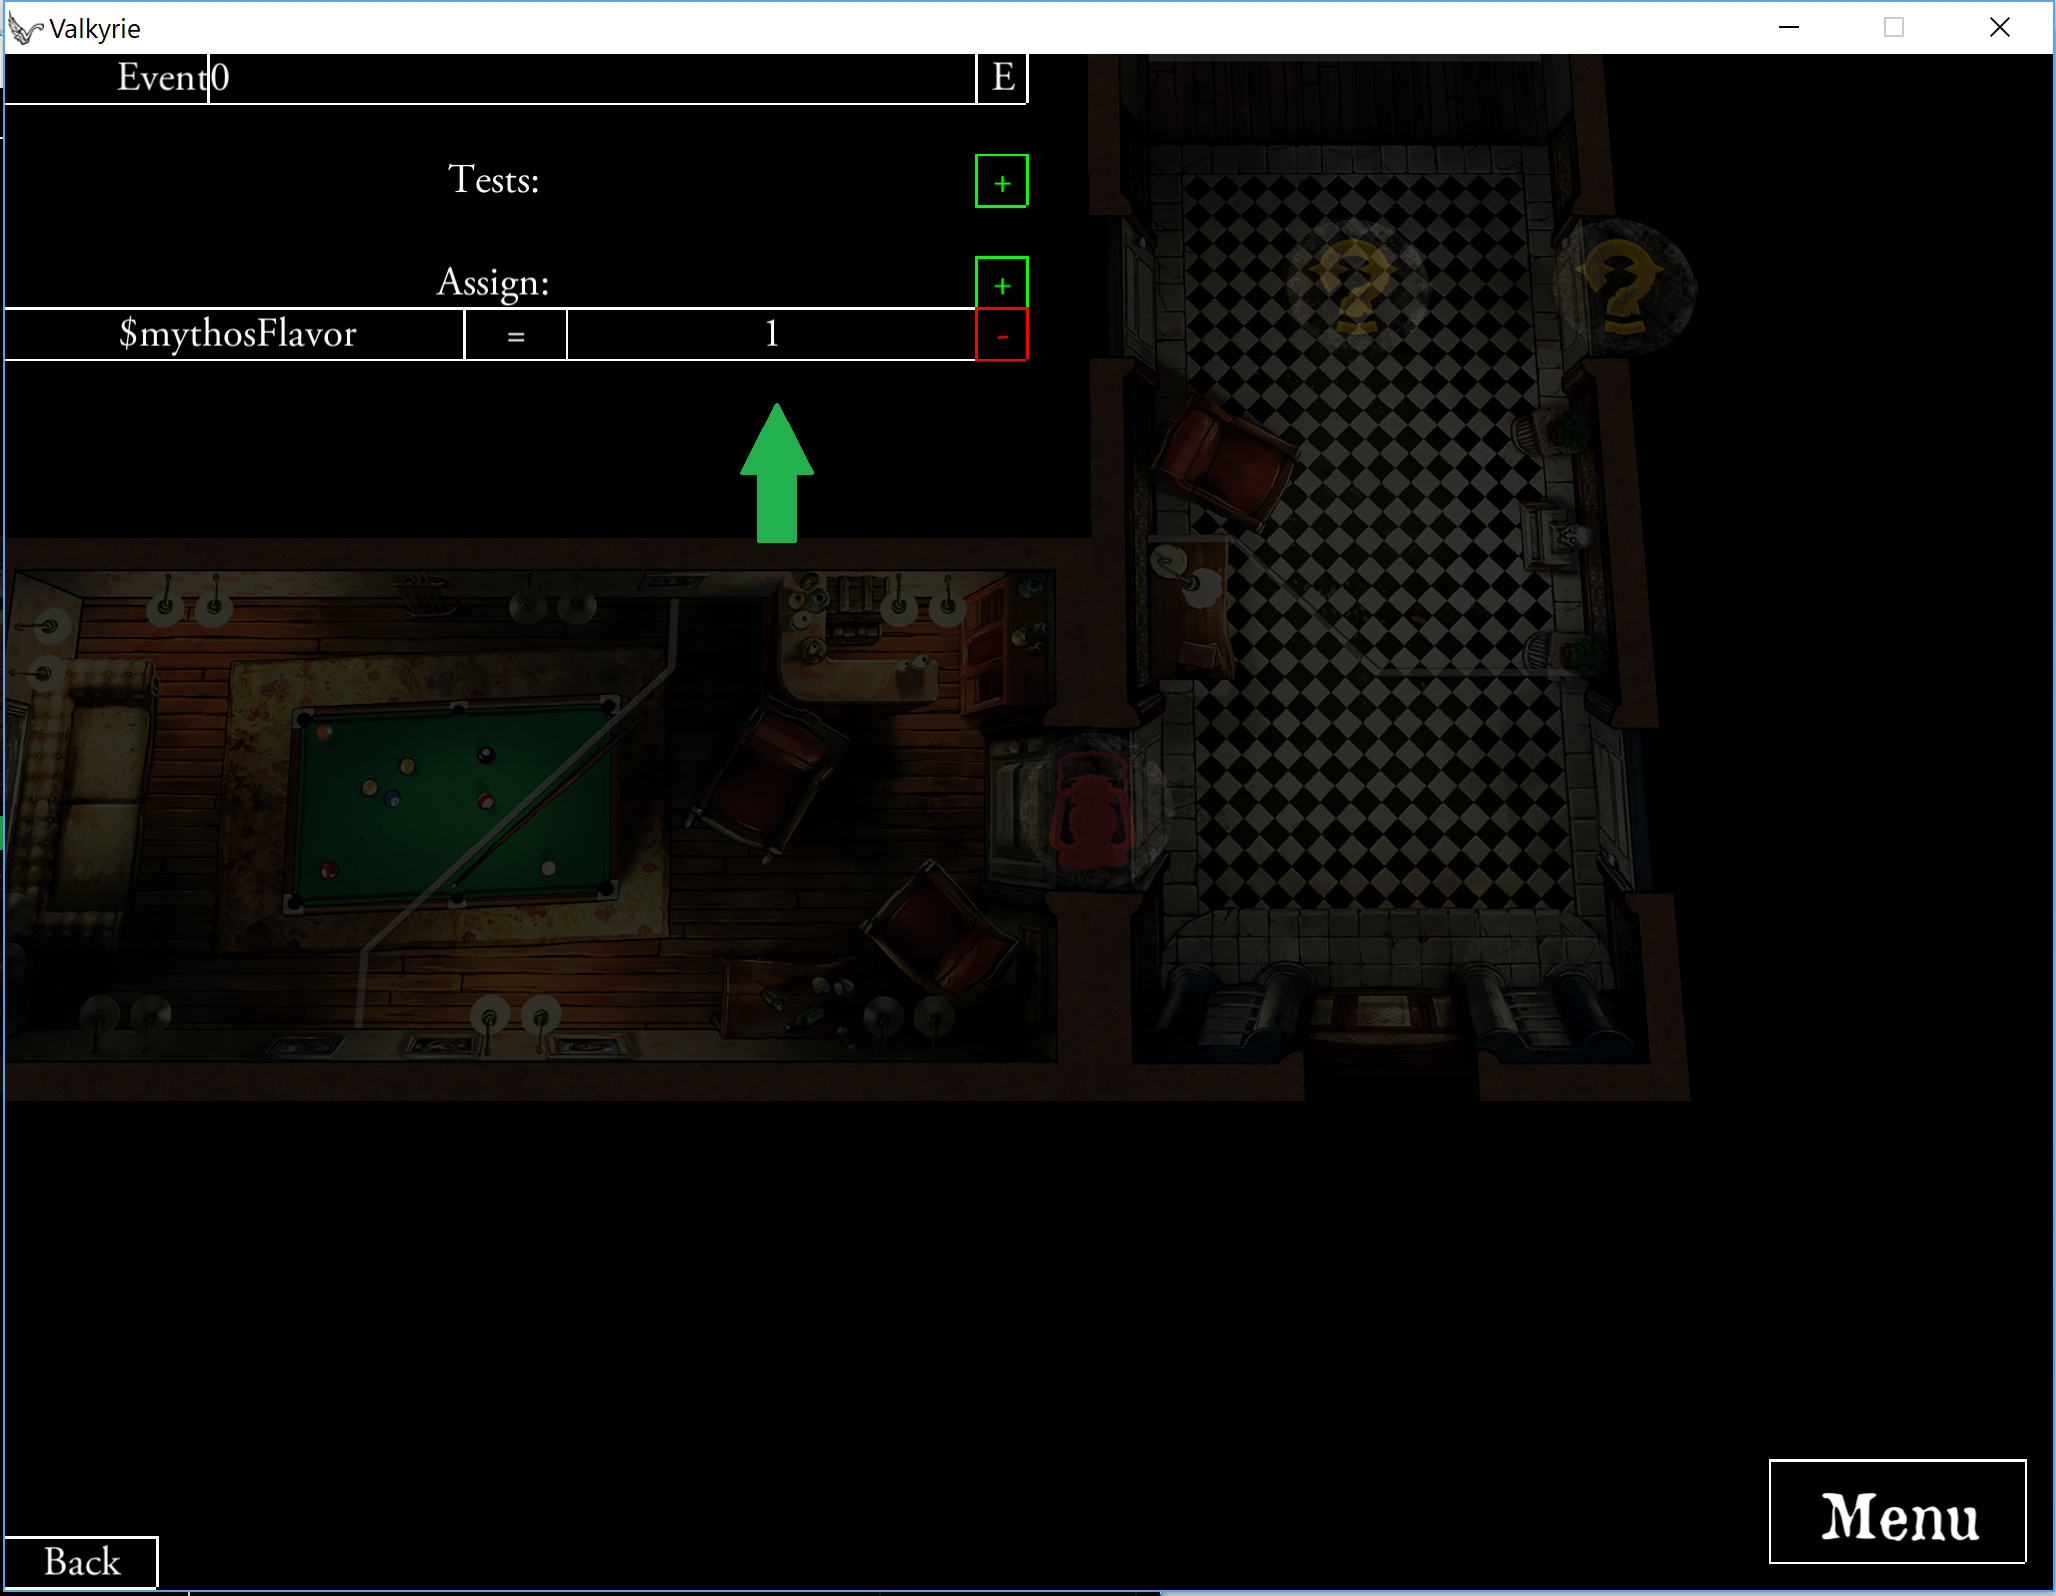 Valkyrie
Event0 E
Tests: +
Assign: +
$mythosFlavor = 1 -
Menu
Back